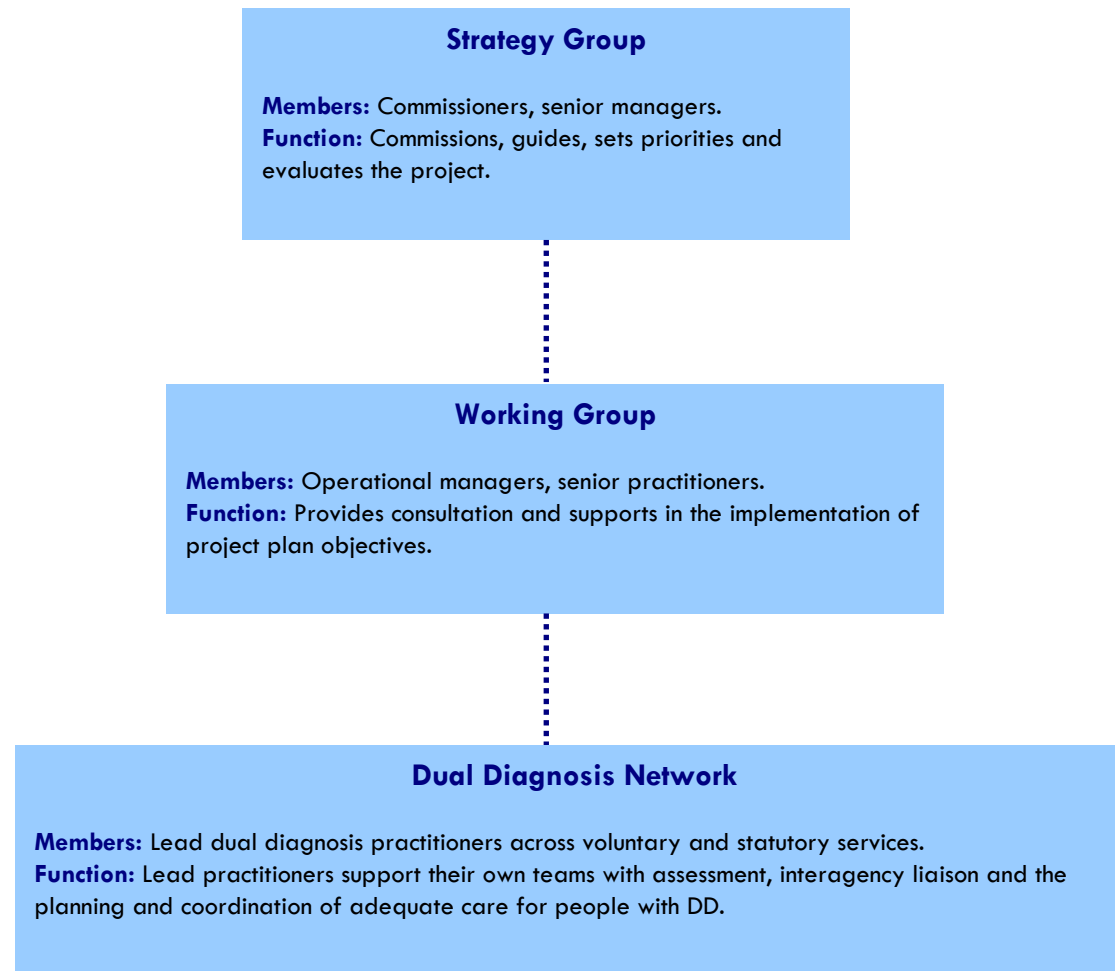 Strategy Group
Members: Commissioners, senior managers.
Function: Commissions, guides, sets priorities and
evaluates the project.
Working Group
Members: Operational managers, senior practitioners.
Function: Provides consultation and supports in the implementation of
project plan objectives.
Dual Diagnosis Network
Members: Lead dual diagnosis practitioners across voluntary and statutory services.
Function: Lead practitioners support their own teams with assessment, interagency liaison and the
planning and coordination of adequate care for people with DD.